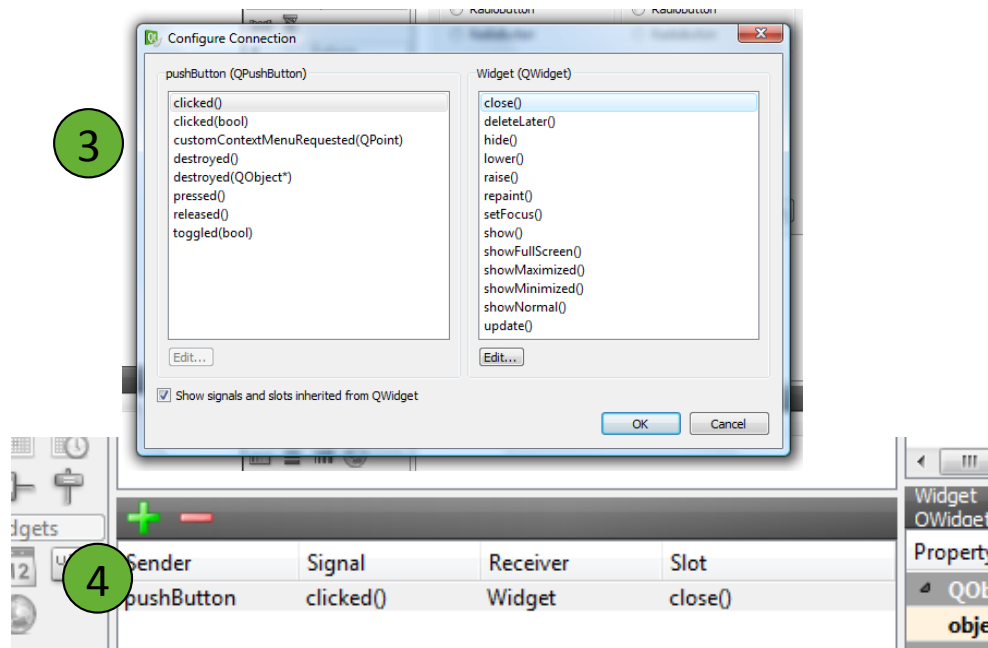 RadioButton
RadioButton
Configure Connection
3
pushButton (QPushButton)
clicked()
clicked(bool)
customContextMenuRequested(QPoint)
destroyed()
destroyed(QObject*)
pressed()
released()
toggled(bool)
Edit...
Widget (QWidget)
close()
deleteLater()
hide()
lower()
raise()
repaint()
setFocus()
show()
showFullScreen()
showMaximized()
showMinimized()
showNormal()
update()
Edit...
Show signals and slots inherited from QWidget
OK
Cancel
dgets
12
4
Sender
Signal
Receiver
Slot
pushButton
clicked()
Widget
close()
Widget
QWidget
Property
QOb
obje